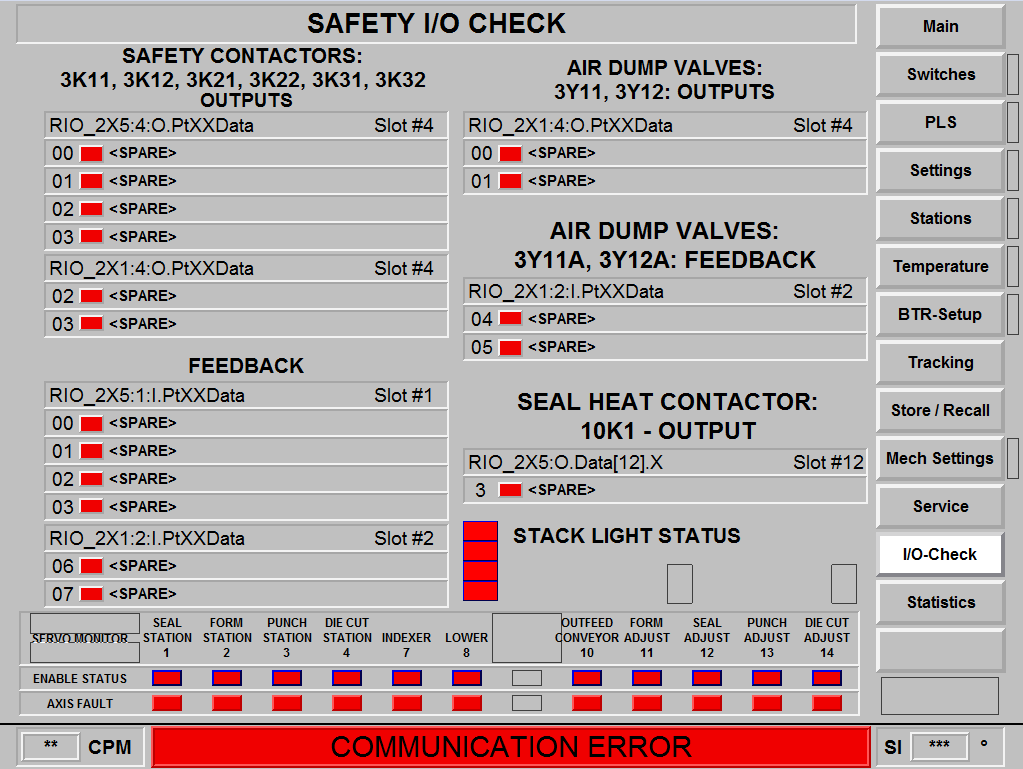 SAFETY I/O CHECK
SAFETY CONTACTORS:
3K11, 3K12, 3K21, 3K22, 3K31, 3K32
OUTPUTS
RIO_2X5:4:O.PtXXData Slot #4
00 <SPARE>
01 <SPARE>
02 <SPARE>
03 <SPARE>
RIO_2X1:4:O.PtXXData Slot #4
02 <SPARE>
03 <SPARE>
FEEDBACK
RIO_2X5:1:I.PtXXData Slot #1
00 <SPARE>
01 <SPARE>
02 <SPARE>
03 <SPARE>
RIO_2X1:2:I.PtXXData Slot #2
06 <SPARE>
07 <SPARE>
AIR DUMP VALVES:
3Y11, 3Y12: OUTPUTS
RIO_2X1:4:O.PtXXData Slot #4
00 <SPARE>
01 <SPARE>
AIR DUMP VALVES:
3Y11A, 3Y12A: FEEDBACK
RIO_2X1:2:I.PtXXData Slot #2
04 <SPARE>
05 <SPARE>
SEAL HEAT CONTACTOR:
10K1 - OUTPUT
RIO_2X5:O.Data[12].X Slot #12
3 <SPARE>
STACK LIGHT STATUS
Main
Switches
PLS
Settings
Stations
Temperature
BTR-Setup
Tracking
Store / Recall
Mech Settings
Service
I/O-Check
Statistics
SERVO MONITOR
SEAL STATION 1
FORM STATION 2
PUNCH STATION 3
DIE CUT STATION 4
INDEXER 7
LOWER 8
OUTFEED CONVEYOR 10
FORM ADJUST 11
SEAL ADJUST 12
PUNCH ADJUST 13
DIE CUT ADJUST 14
ENABLE STATUS
AXIS FAULT
** CPM
COMMUNICATION ERROR
SI *** °